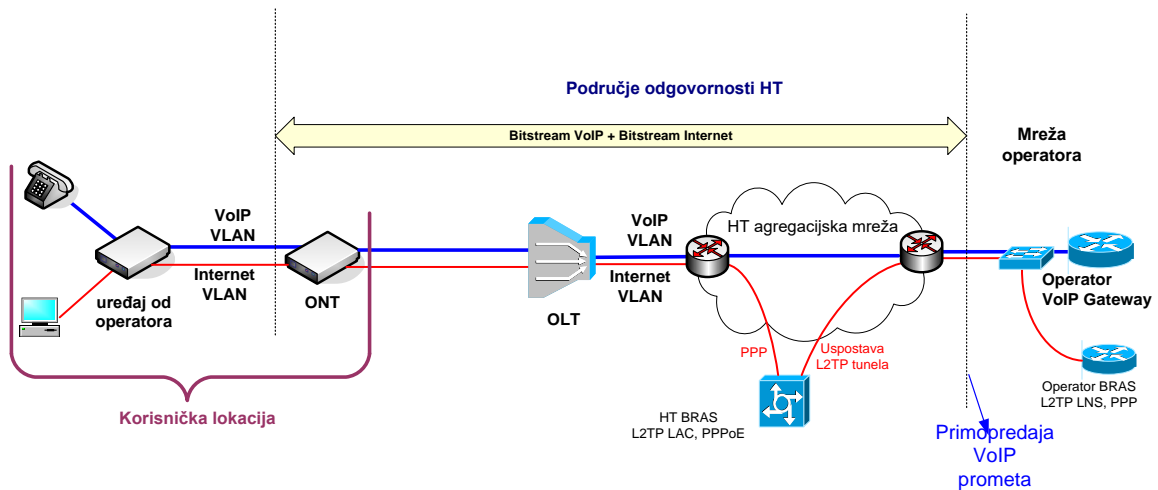 Područje odgovornosti HT
Bitstream VoIP + Bitstream Internet
Mreža
operatora
VoIP
VLAN
Internet
VLAN
uređaj od
operatora
ONT
OLT
VoIP
VLAN
Internet
VLAN
HT agregacijska mreža
Operator
VoIP Gateway
PPP
Uspostava
L2TP tunela
HT BRAS
L2TP LAC, PPPoE
Operator BRAS
L2TP LNS, PPP
Korisnička lokacija
Primopredaja
VoIP
prometa